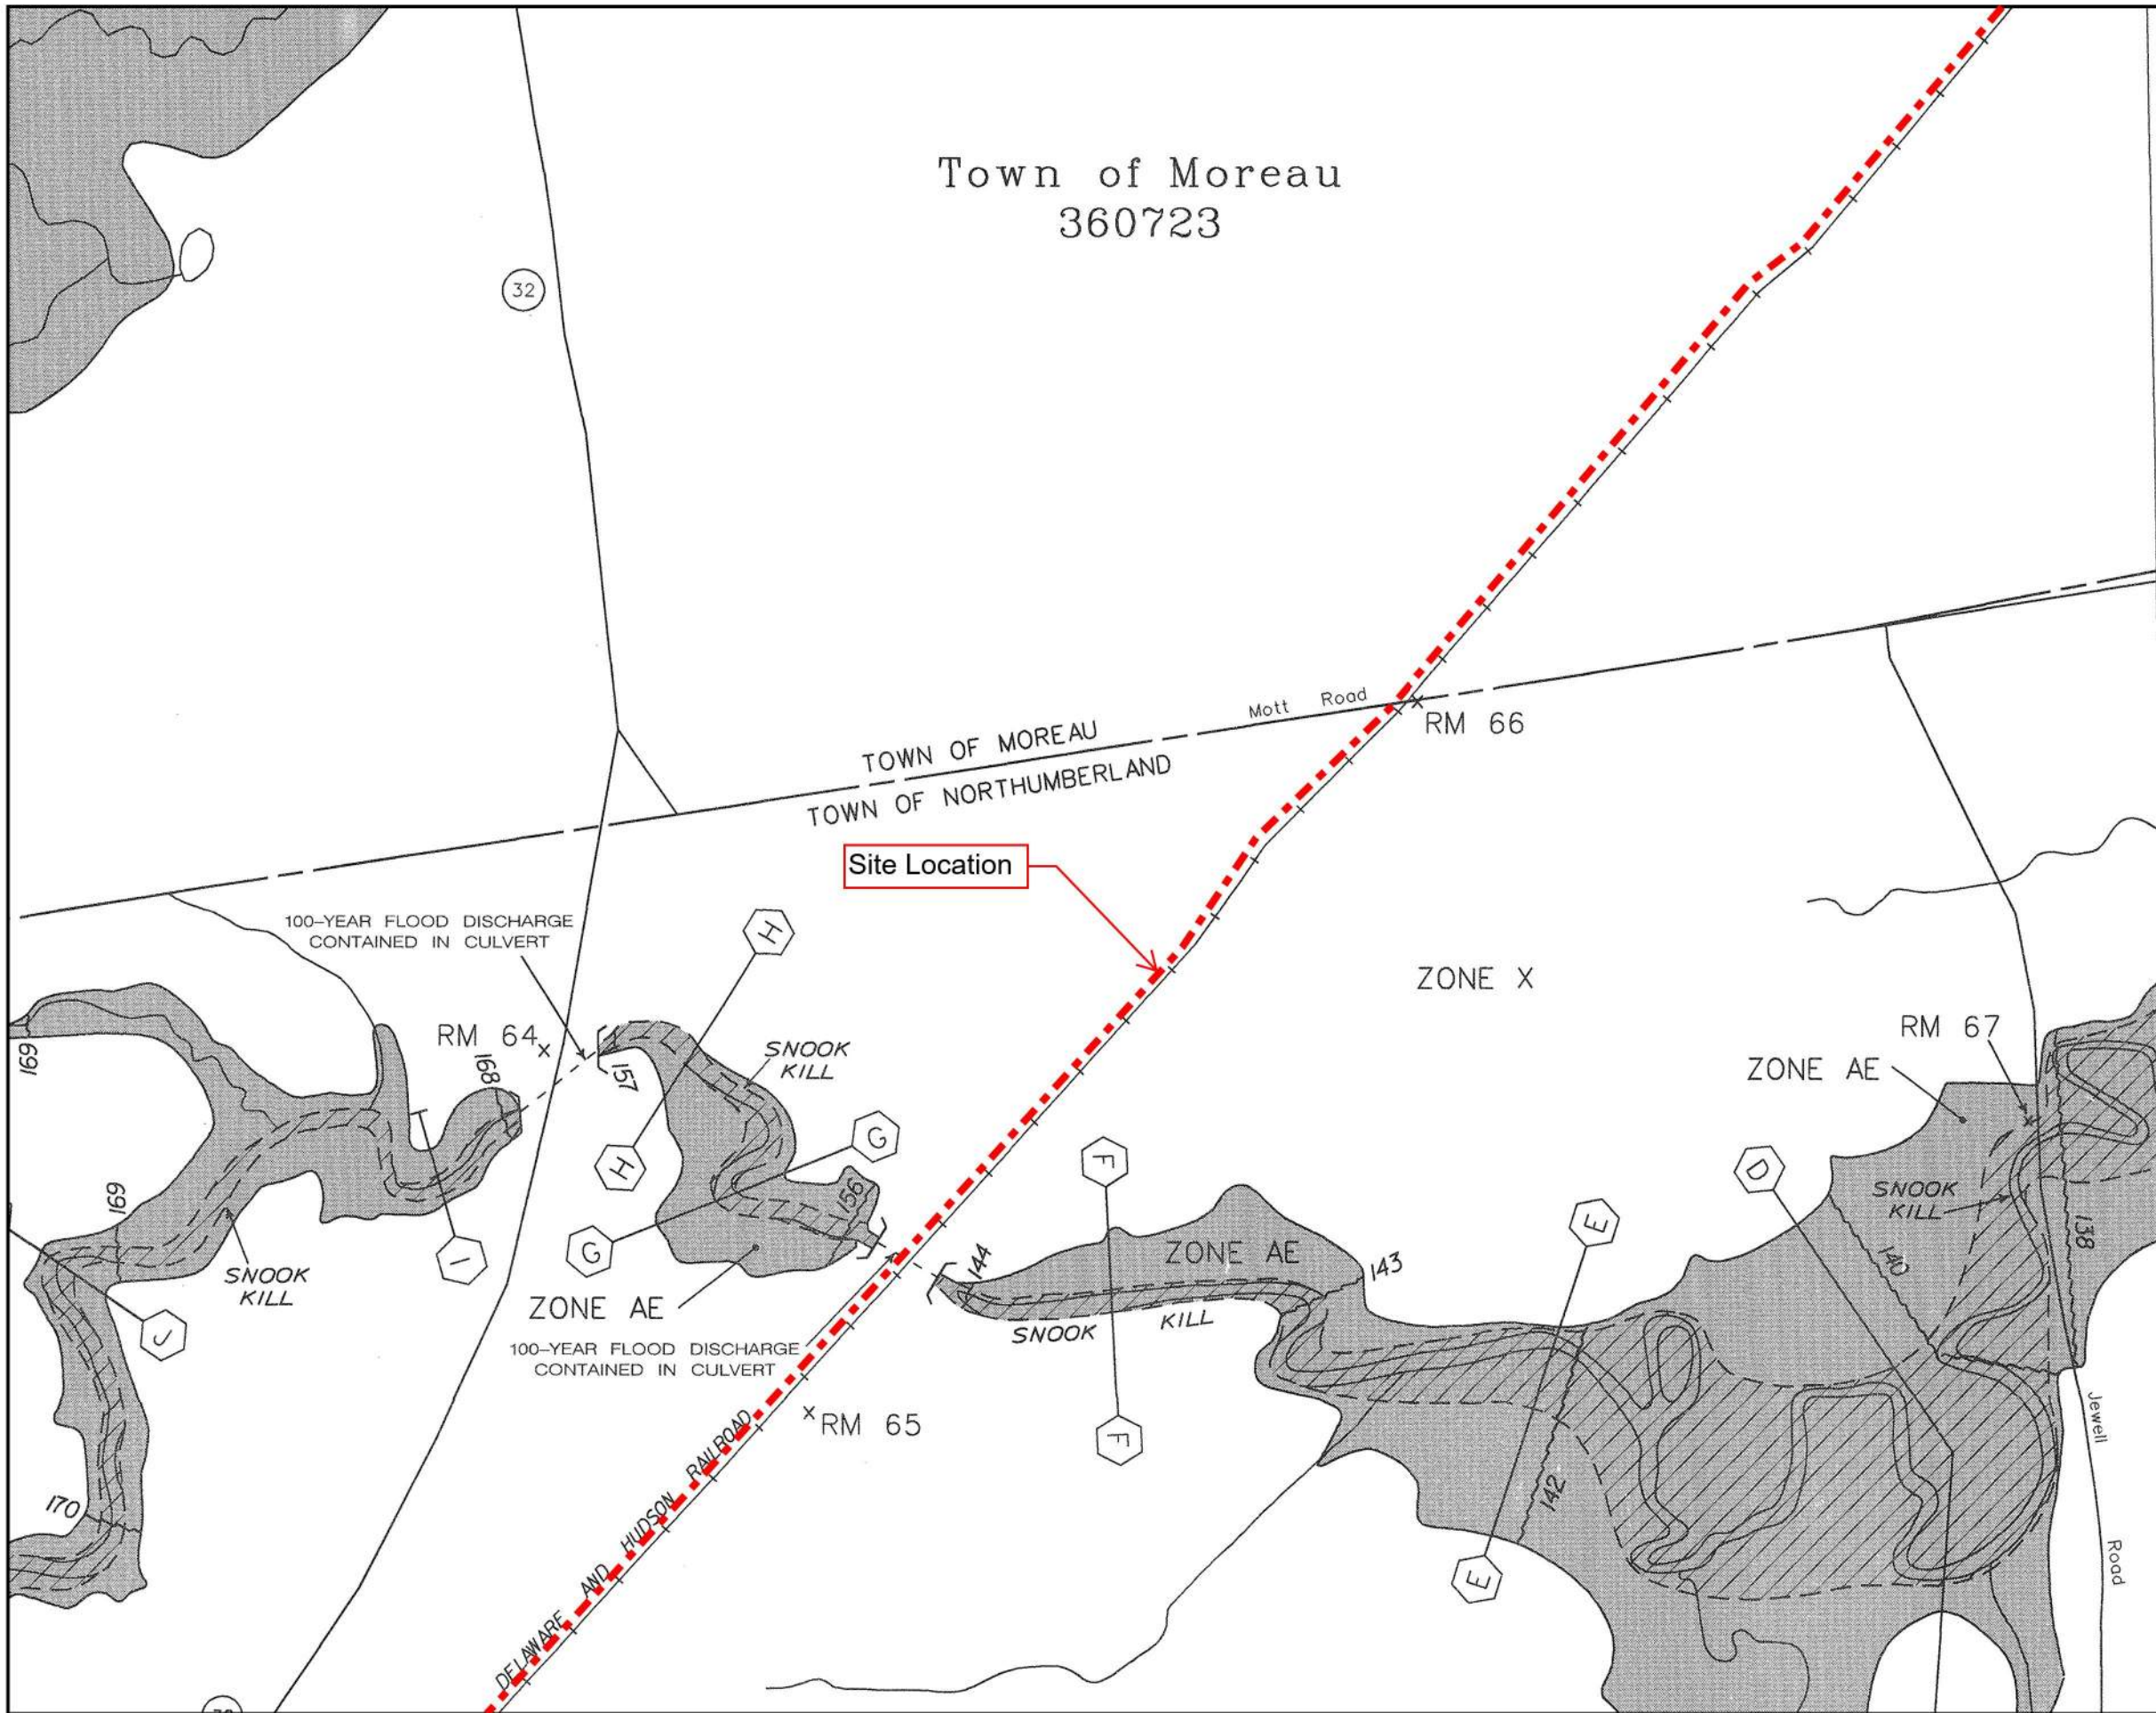 Town of Moreau
360723
32
Mott Road
RM 66
TOWN OF MOREAU
TOWN OF NORTHUMBERLAND
Site Location
100-YEAR FLOOD DISCHARGE
CONTAINED IN CULVERT
H
ZONE X
RM 64
168
157
SNOOK
KILL
RM 67
ZONE AE
169
G
F
D
H
169
156
SNOOK
KILL
E
138
140
I
G
SNOOK
KILL
ZONE AE
144
ZONE AE
143
J
SNOOK KILL
100-YEAR FLOOD DISCHARGE
CONTAINED IN CULVERT
RM 65
F
Jewell
Road
170
142
E
DELAWARE AND HUDSON RAILROAD